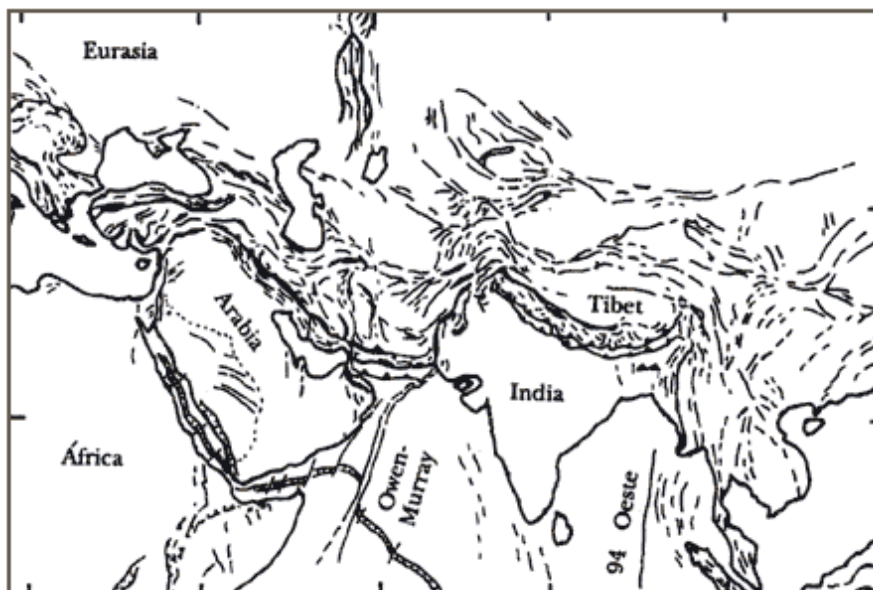 Eurasia
Arabia
Tibet
India
África
Owen-
Murray
94 Oeste